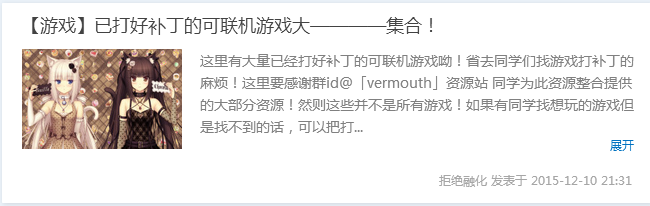 【游戏】已打好补丁的可联机游戏大————集合！
这里有大量已经打好补丁的可联机游戏呦！省去同学们找游戏打补丁的
麻烦！这里要感谢群id@「vermouth」资源站 同学为此资源整合提供
的大部分资源！然则这些并不是所有游戏！如果有同学找想玩的游戏但
是找不到的话，可以把打...
展开
拒绝融化 发表于 2015-12-10 21:31